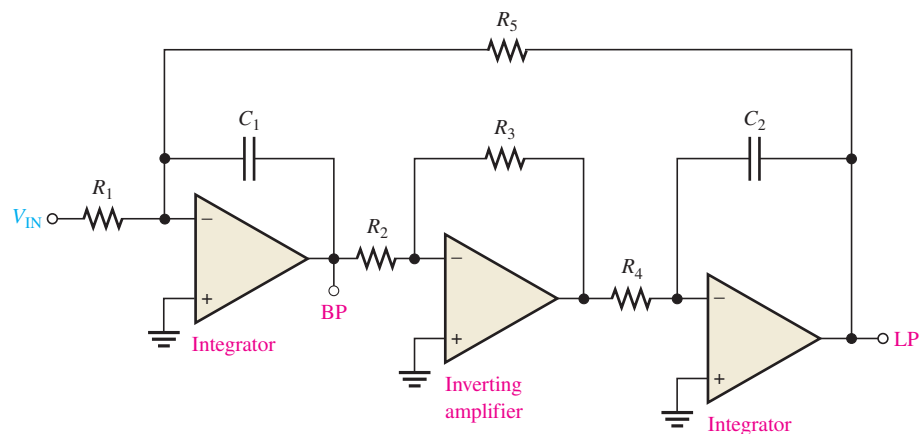 R5
C1
R3
C2
R1
VIN
−
R2
−
R4
−
+
BP
+
LP
Integrator
Inverting
amplifier
+
Integrator